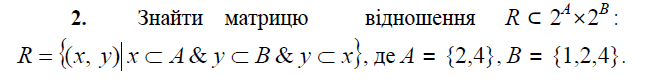 2. Знайти матрицю відношення R ⊂ 2^A×2^B:
R = {(x, y)|x ⊂ A & y ⊂ B & y ⊂ x}, де A = {2,4}, B = {1,2,4}.